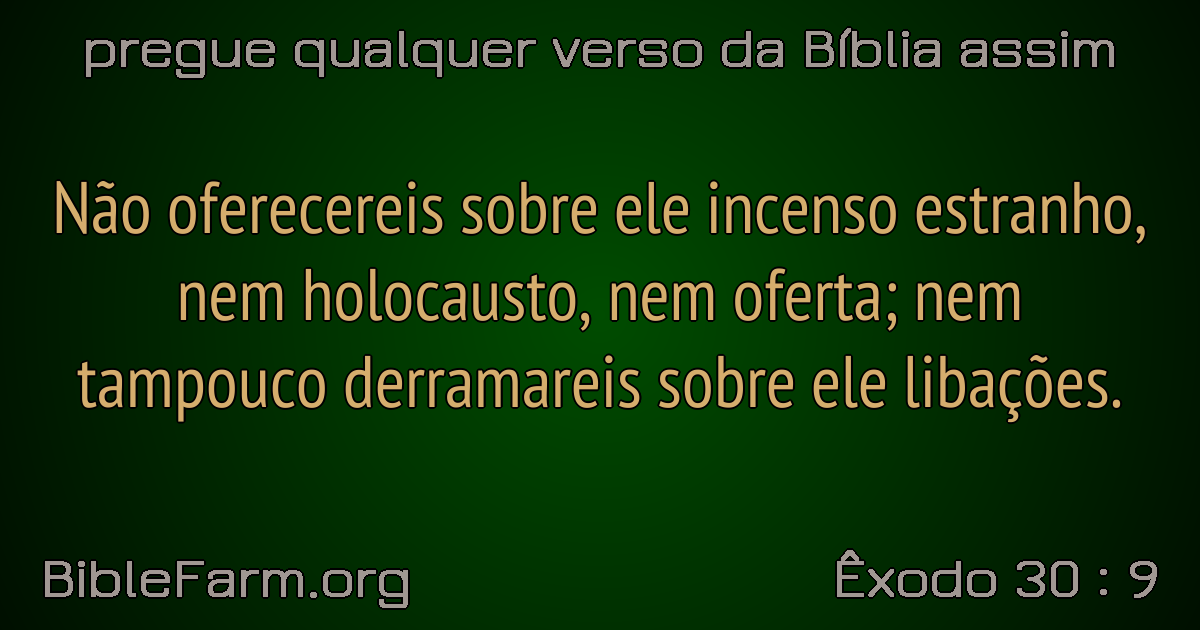 pregue qualquer verso da Bíblia assim
Não oferecereis sobre ele incenso estranho,
nem holocausto, nem oferta; nem
tampouco derramareis sobre ele libações.
BibleFarm.org
Êxodo 30 : 9